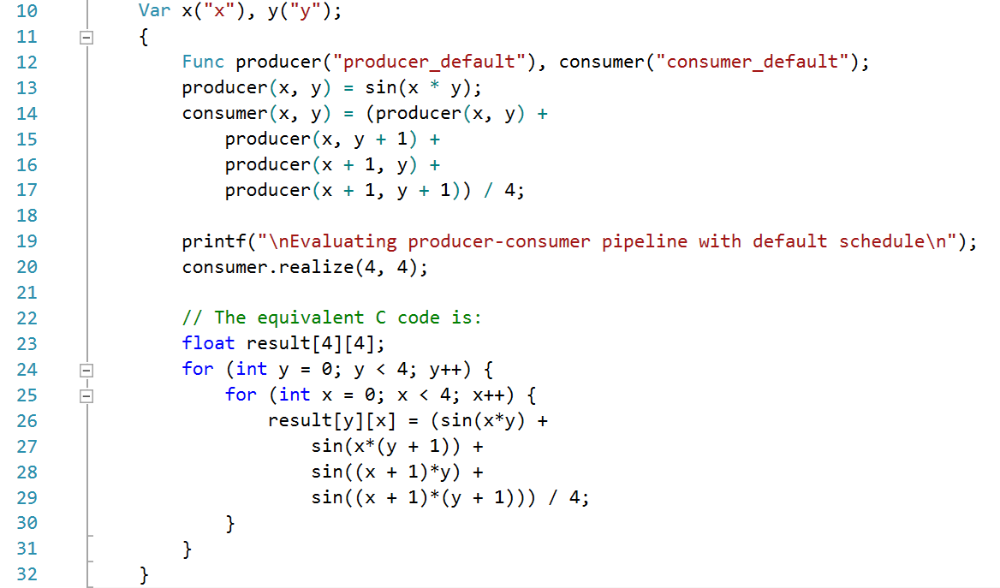 10 Var x("x"), y("y");
11 {
12 Func producer("producer_default"), consumer("consumer_default");
13 producer(x, y) = sin(x * y);
14 consumer(x, y) = (producer(x, y) +
15 producer(x, y + 1) +
16 producer(x + 1, y) +
17 producer(x + 1, y + 1)) / 4;
18
19 printf("\nEvaluating producer-consumer pipeline with default schedule\n");
20 consumer.realize(4, 4);
21
22 // The equivalent C code is:
23 float result[4][4];
24 for (int y = 0; y < 4; y++) {
25 for (int x = 0; x < 4; x++) {
26 result[y][x] = (sin(x*y) +
27 sin(x*(y + 1)) +
28 sin((x + 1)*y) +
29 sin((x + 1)*(y + 1))) / 4;
30 }
31 }
32 }